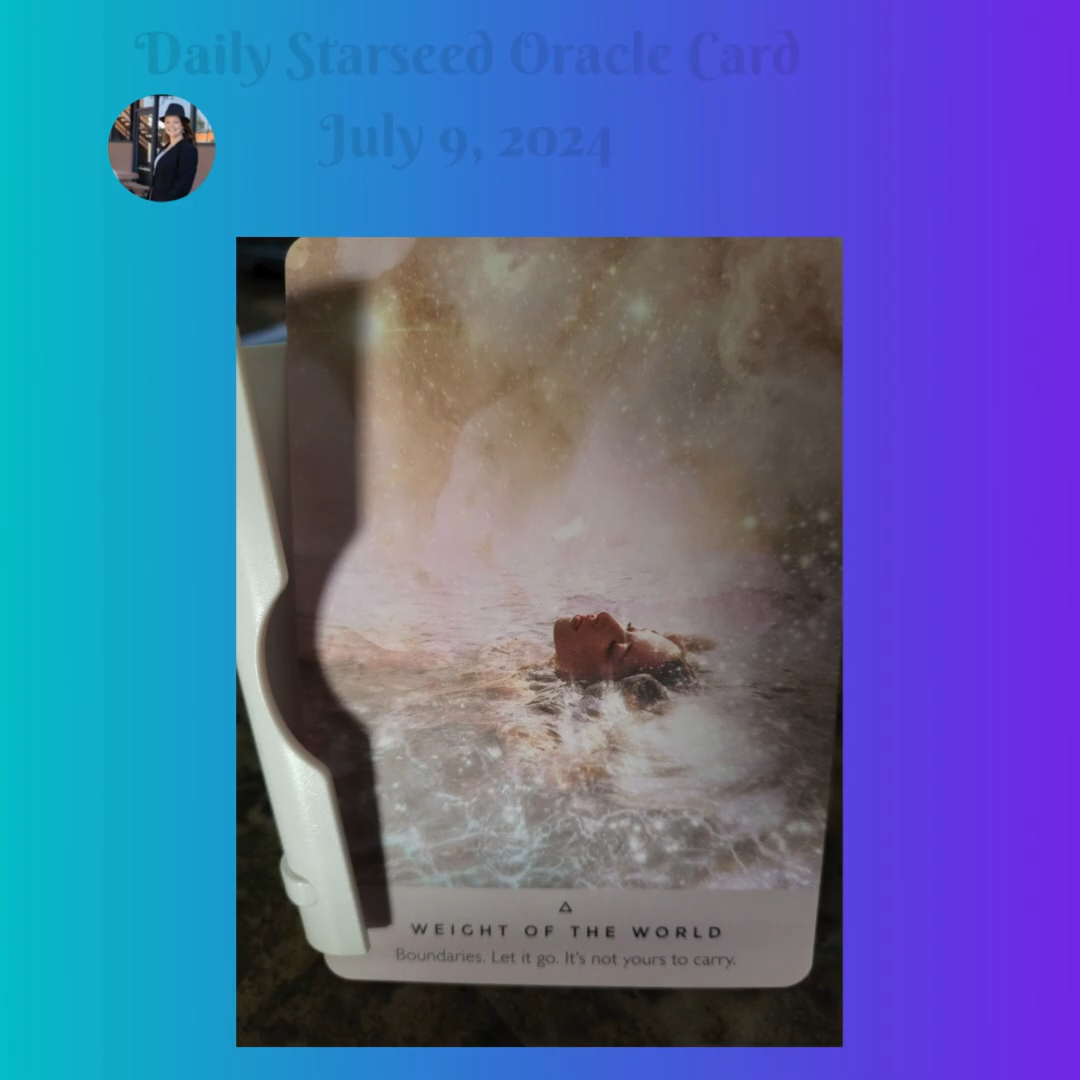 Daily Starseed Oracle Card
July 9, 2024
WEIGHT OF THE WORLD
Boundaries. Let it go. It's not yours to carry.